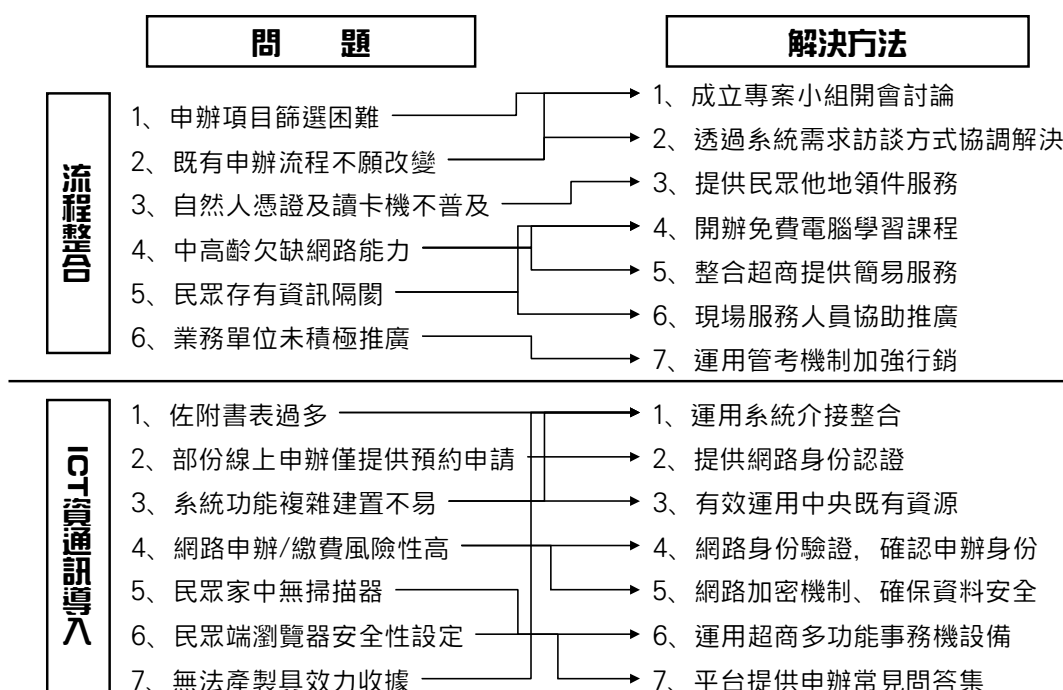 問 題
解決方法
流程整合
1、申辦項目篩選困難
2、既有申辦流程不願改變
3、自然人憑證及讀卡機不普及
4、中高齡欠缺網路能力
5、民眾存有資訊隔閡
6、業務單位未積極推廣
1、成立專案小組開會討論
2、透過系統需求訪談方式協調解決
3、提供民眾他地領件服務
4、開辦免費電腦學習課程
5、整合超商提供簡易服務
6、現場服務人員協助推廣
7、運用管考機制加強行銷
ICT資通訊導入
1、佐附書表過多
2、部份線上申辦僅提供預約申請
3、系統功能複雜建置不易
4、網路申辦/繳費風險性高
5、民眾家中無掃描器
6、民眾端瀏覽器安全性設定
7、無法產製具效力收據
1、運用系統介接整合
2、提供網路身份認證
3、有效運用中央既有資源
4、網路身份驗證，確認申辦身份
5、網路加密機制、確保資料安全
6、運用超商多功能事務機設備
7、平台提供申辦常見問答集